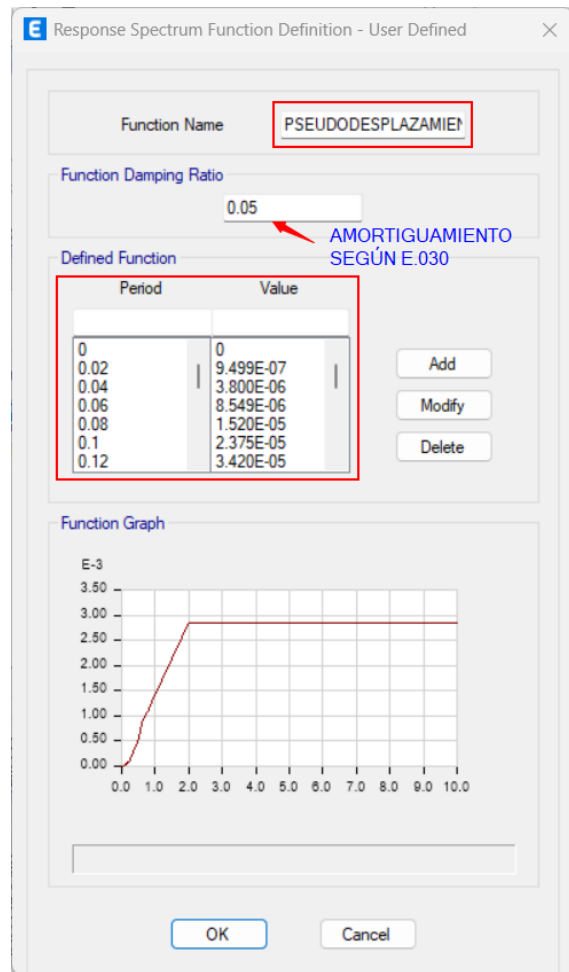 E Response Spectrum Function Definition - User Defined
Function Name PSEUDODESPLAZAMIEN
Function Damping Ratio
0.05
AMORTIGUAMIENTO
SEGÚN E.030
Defined Function
Period Value
0 0
0.02 9.499E-07
0.04 3.800E-06
0.06 8.549E-06
0.08 1.520E-05
0.1 2.375E-05
0.12 3.420E-05
Add
Modify
Delete
Function Graph
E-3
3.50
3.00
2.50
2.00
1.50
1.00
0.50
0.00
0.0 1.0 2.0 3.0 4.0 5.0 6.0 7.0 8.0 9.0 10.0
OK Cancel